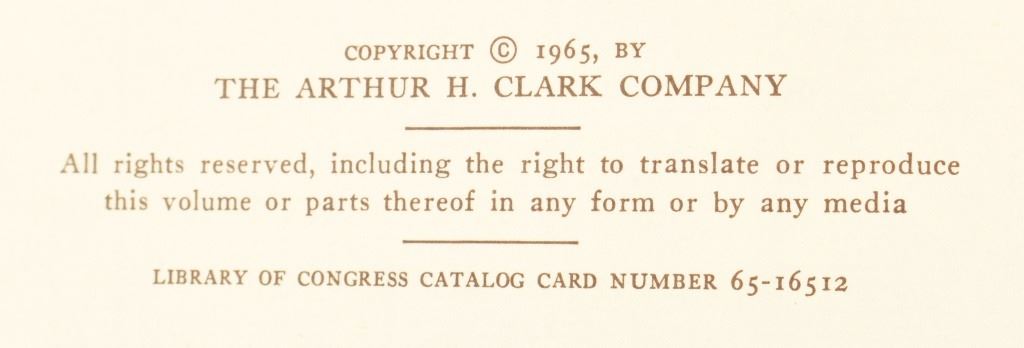 COPYRIGHT © 1965, BY
THE ARTHUR H. CLARK COMPANY
All rights reserved, including the right to translate or reproduce
this volume or parts thereof in any form or by any media
LIBRARY OF CONGRESS CATALOG CARD NUMBER 65-16512